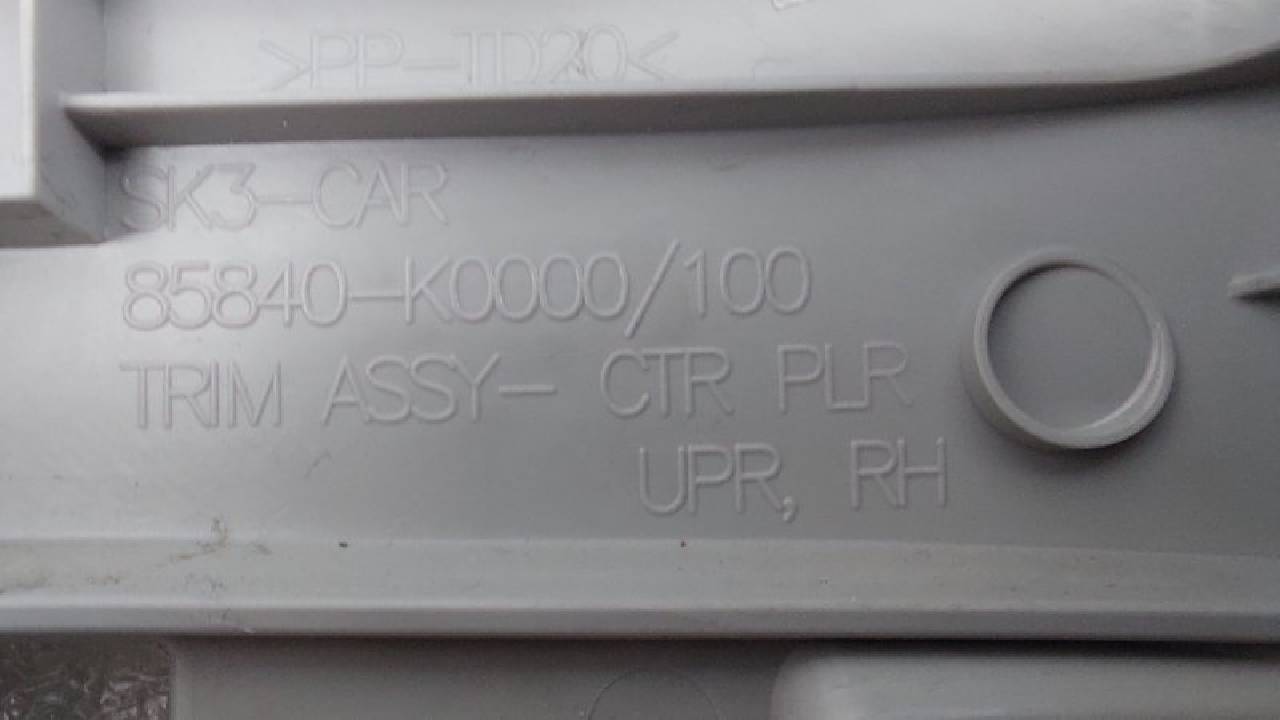 >PP-TD20<
SK3-CAR
85840-K0000/100
TRIM ASSY- CTR PLR
UPR, RH